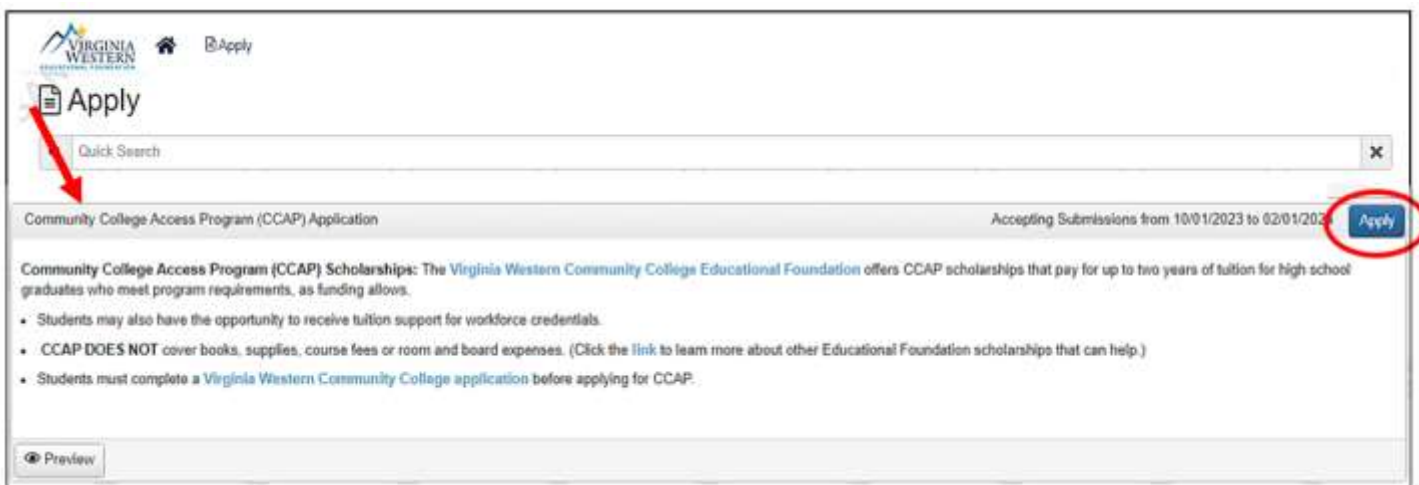 VIRGINIA
WESTERN
EDUCATIONAL FOUNDATION
Apply
Apply
Quick Search
Community College Access Program (CCAP) Application
Accepting Submissions from 10/01/2023 to
Apply
Community College Access Program (CCAP) Scholarships: The Virginia Western Community College Educational Foundation offers CCAP scholarships that pay for up to two years of tuition for high school
graduates who meet program requirements, as funding allows.
• Students may also have the opportunity to receive tuition support for workforce credentials.
• CCAP DOES NOT cover books, supplies, course fees or room and board expenses. (Click the link to learn more about other Educational Foundation scholarships that can help.)
• Students must complete a Virginia Western Community College application before applying for CCAP.
Preview